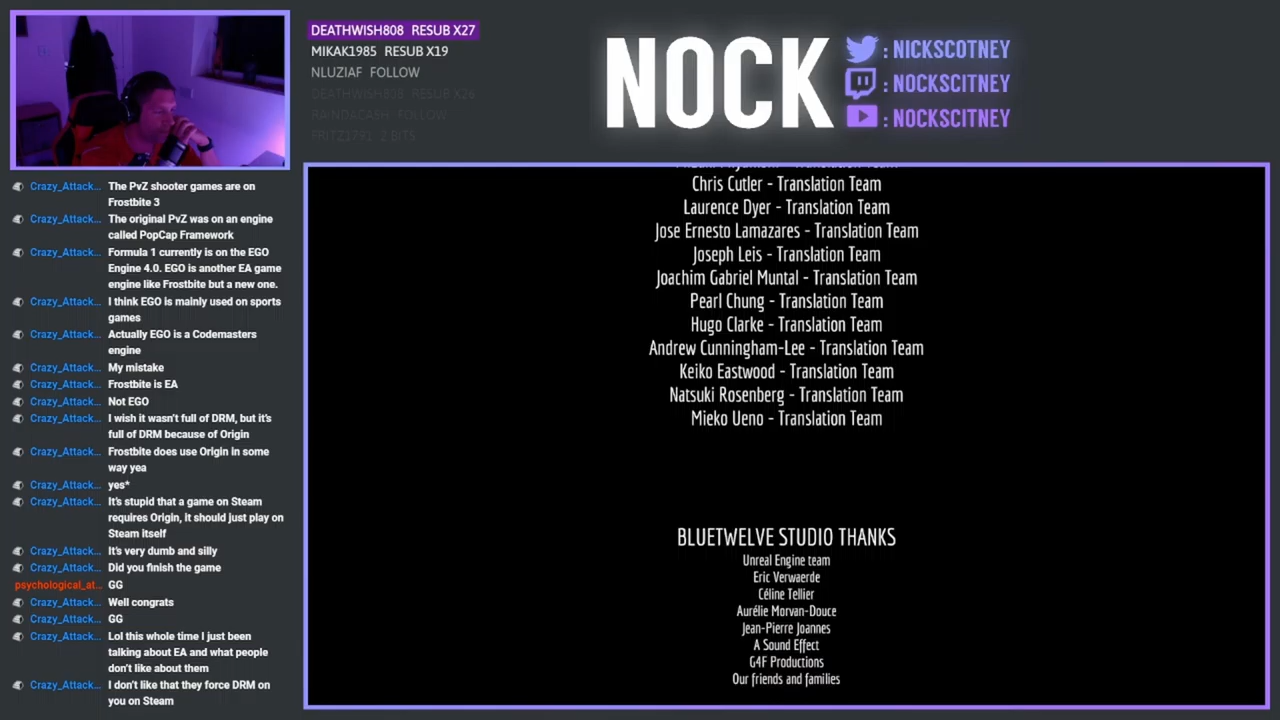 DEATHWISH808 RESUB X27
MIKAK1985 RESUB X19
NLUZIAF FOLLOW
DEATHWISH808 RESUB X26
RAINDACASH FOLLOW
FRITZ1791 2 BITS
NOCK
: NICKSCOTNEY
: NOCKSCITNEY
: NOCKSCITNEY
Crazy_Attack... The PvZ shooter games are on
Frostbite 3
Crazy_Attack... The original PvZ was on an engine
called PopCap Framework
Crazy_Attack... Formula 1 currently is on the EGO
Engine 4.0. EGO is another EA game
engine like Frostbite but a new one.
Crazy_Attack... I think EGO is mainly used on sports
games
Crazy_Attack... Actually EGO is a Codemasters
engine
Crazy_Attack... My mistake
Crazy_Attack... Frostbite is EA
Crazy_Attack... Not EGO
Crazy_Attack... I wish it wasn't full of DRM, but it's
full of DRM because of Origin
Crazy_Attack... Frostbite does use Origin in some
way yea
Crazy_Attack... yes*
Crazy_Attack... It's stupid that a game on Steam
requires Origin, it should just play on
Steam itself
Crazy_Attack... It's very dumb and silly
Crazy_Attack... Did you finish the game
psychological_at... GG
Crazy_Attack... Well congrats
Crazy_Attack... GG
Crazy_Attack... Lol this whole time I just been
talking about EA and what people
don't like about them
Crazy_Attack... I don't like that they force DRM on
you on Steam
Chris Cutler - Translation Team
Laurence Dyer - Translation Team
Jose Ernesto Lamazares - Translation Team
Joseph Leis - Translation Team
Joachim Gabriel Muntal - Translation Team
Pearl Chung - Translation Team
Hugo Clarke - Translation Team
Andrew Cunningham-Lee - Translation Team
Keiko Eastwood - Translation Team
Natsuki Rosenberg - Translation Team
Mieko Ueno - Translation Team
BLUETWELVE STUDIO THANKS
Unreal Engine team
Eric Verwaerde
Céline Tellier
Aurélie Morvan-Douce
Jean-Pierre Joannes
A Sound Effect
G4F Productions
Our friends and families